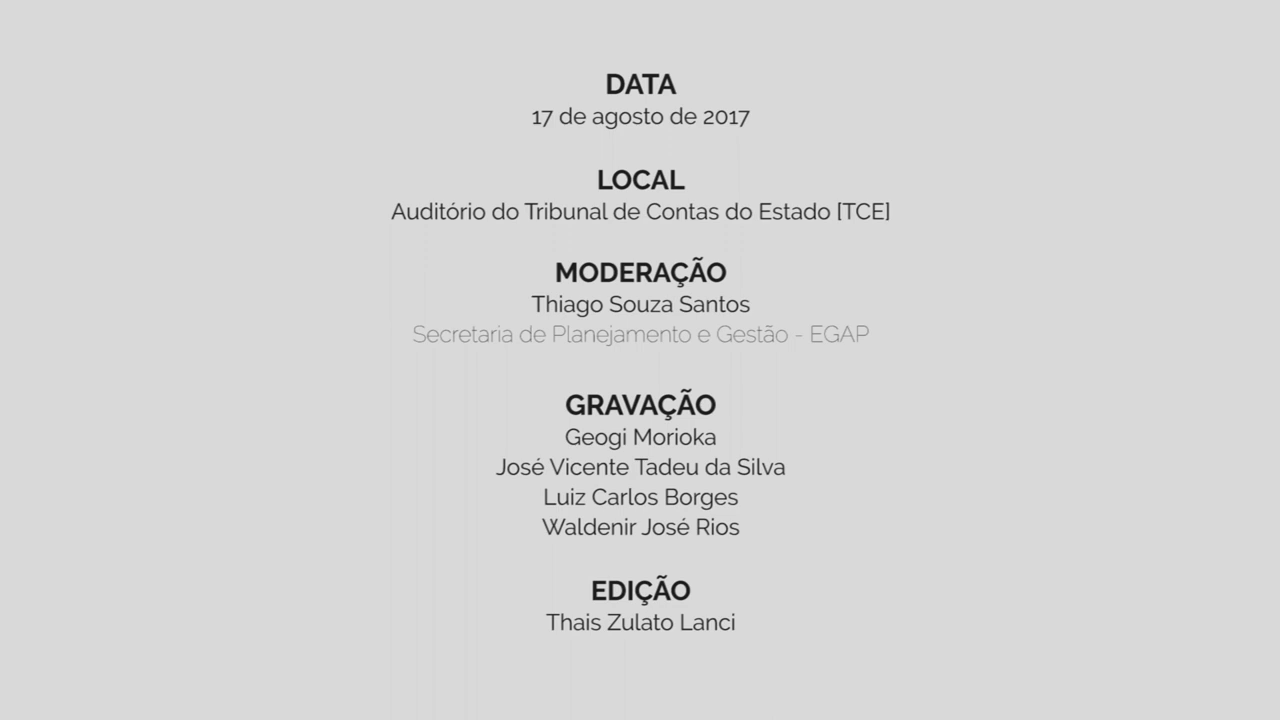 DATA
17 de agosto de 2017
LOCAL
Auditório do Tribunal de Contas do Estado [TCE]
MODERAÇÃO
Thiago Souza Santos
Secretaria de Planejamento e Gestão - EGAP
GRAVAÇÃO
Geogi Morioka
José Vicente Tadeu da Silva
Luiz Carlos Borges
Waldenir José Rios
EDIÇÃO
Thais Zulato Lanci